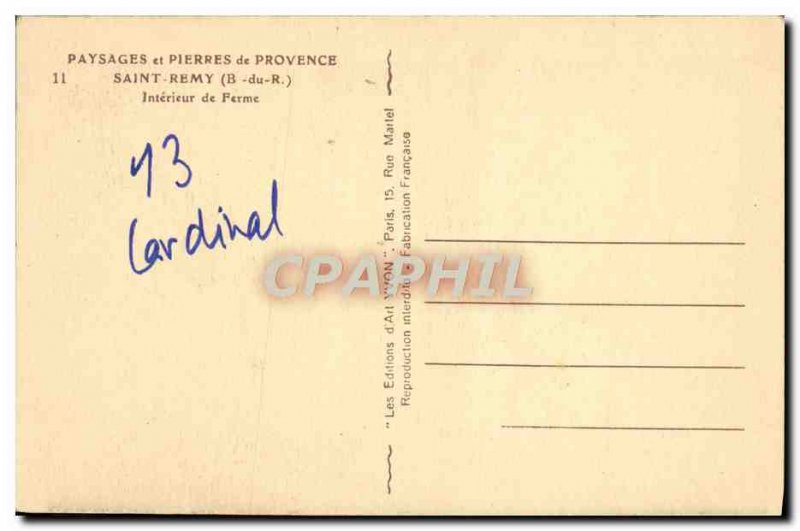 PAYSAGES et PIERRES de PROVENCE
11 SAINT-REMY (B -du-R.)
Intérieur de Ferme
13
Cardinal
"Les Editions d'Art YVON", Paris, 15, Rue Martel
Reproduction interdite - Fabrication Française
CPAPHIL